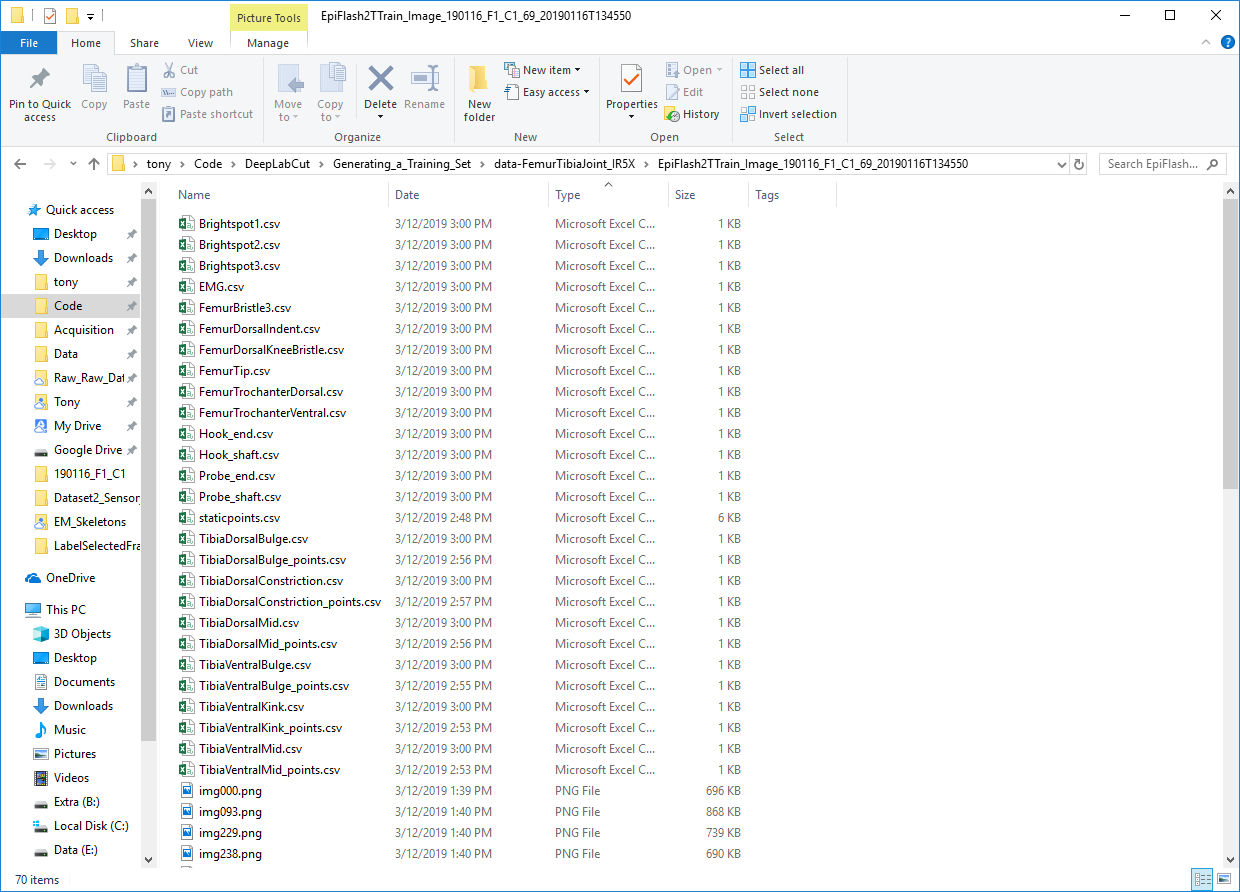 Picture Tools EpiFlash2TTrain_Image_190116_F1_C1_69_20190116T134550
File Home Share View Manage
Pin to Quick access
Copy
Paste
Cut
Copy path
Paste shortcut
Clipboard
Move to
Copy to
Delete
Rename
Organize
New folder
New item
Easy access
New
Properties
Open
Edit
History
Open
Select all
Select none
Invert selection
Select
tony Code DeepLabCut Generating_a_Training_Set data-FemurTibiaJoint_IR5X EpiFlash2TTrain_Image_190116_F1_C1_69_20190116T134550
Search EpiFlash...
Quick access
Desktop
Downloads
tony
Code
Acquisition
Data
Raw_Raw_Dat
Tony
My Drive
Google Drive
190116_F1_C1
Dataset2_Sensor
EM_Skeletons
LabelSelectedFra
OneDrive
This PC
3D Objects
Desktop
Documents
Downloads
Music
Pictures
Videos
Extra (B:)
Local Disk (C:)
Data (E:)
Name Date Type Size Tags
Brightspot1.csv 3/12/2019 3:00 PM Microsoft Excel C... 1 KB
Brightspot2.csv 3/12/2019 3:00 PM Microsoft Excel C... 1 KB
Brightspot3.csv 3/12/2019 3:00 PM Microsoft Excel C... 1 KB
EMG.csv 3/12/2019 3:00 PM Microsoft Excel C... 1 KB
FemurBristle3.csv 3/12/2019 3:00 PM Microsoft Excel C... 1 KB
FemurDorsalIndent.csv 3/12/2019 3:00 PM Microsoft Excel C... 1 KB
FemurDorsalKneeBristle.csv 3/12/2019 3:00 PM Microsoft Excel C... 1 KB
FemurTip.csv 3/12/2019 3:00 PM Microsoft Excel C... 1 KB
FemurTrochanterDorsal.csv 3/12/2019 3:00 PM Microsoft Excel C... 1 KB
FemurTrochanterVentral.csv 3/12/2019 3:00 PM Microsoft Excel C... 1 KB
Hook_end.csv 3/12/2019 3:00 PM Microsoft Excel C... 1 KB
Hook_shaft.csv 3/12/2019 3:00 PM Microsoft Excel C... 1 KB
Probe_end.csv 3/12/2019 3:00 PM Microsoft Excel C... 1 KB
Probe_shaft.csv 3/12/2019 3:00 PM Microsoft Excel C... 1 KB
staticpoints.csv 3/12/2019 2:48 PM Microsoft Excel C... 6 KB
TibiaDorsalBulge.csv 3/12/2019 3:00 PM Microsoft Excel C... 1 KB
TibiaDorsalBulge_points.csv 3/12/2019 2:56 PM Microsoft Excel C... 1 KB
TibiaDorsalConstriction.csv 3/12/2019 3:00 PM Microsoft Excel C... 1 KB
TibiaDorsalConstriction_points.csv 3/12/2019 2:57 PM Microsoft Excel C... 1 KB
TibiaDorsalMid.csv 3/12/2019 3:00 PM Microsoft Excel C... 1 KB
TibiaDorsalMid_points.csv 3/12/2019 2:56 PM Microsoft Excel C... 1 KB
TibiaVentralBulge.csv 3/12/2019 3:00 PM Microsoft Excel C... 1 KB
TibiaVentralBulge_points.csv 3/12/2019 2:55 PM Microsoft Excel C... 1 KB
TibiaVentralKink.csv 3/12/2019 3:00 PM Microsoft Excel C... 1 KB
TibiaVentralKink_points.csv 3/12/2019 2:53 PM Microsoft Excel C... 1 KB
TibiaVentralMid.csv 3/12/2019 3:00 PM Microsoft Excel C... 1 KB
TibiaVentralMid_points.csv 3/12/2019 2:53 PM Microsoft Excel C... 1 KB
img000.png 3/12/2019 1:39 PM PNG File 696 KB
img093.png 3/12/2019 1:40 PM PNG File 868 KB
img229.png 3/12/2019 1:40 PM PNG File 739 KB
img238.png 3/12/2019 1:40 PM PNG File 690 KB
70 items